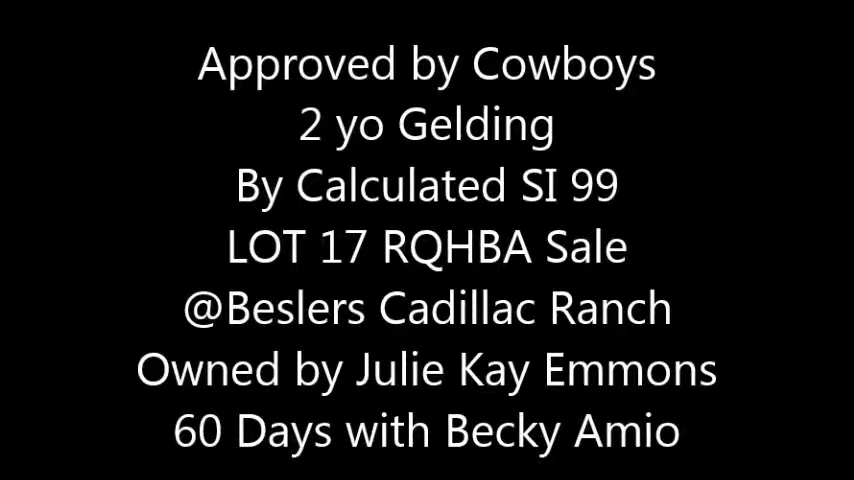 Approved by Cowboys
2 yo Gelding
By Calculated SI 99
LOT 17 RQHBA Sale
@Beslers Cadillac Ranch
Owned by Julie Kay Emmons
60 Days with Becky Amio